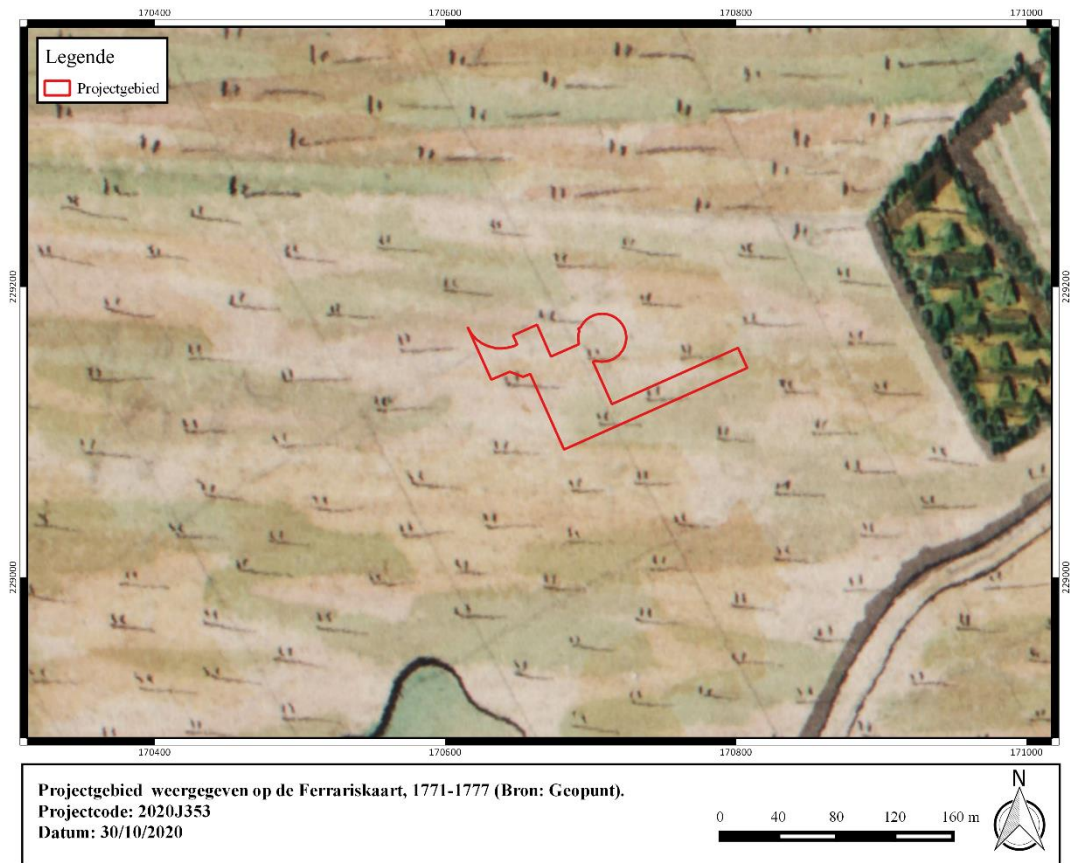 170400 170600 170800 171000
Legende
Projectgebied
229200 229200
229000 229000
170400 170600 170800 171000
Projectgebied weergegeven op de Ferrariskaart, 1771-1777 (Bron: Geopunt).
Projectcode: 2020J353
Datum: 30/10/2020
0 40 80 120 160 m
N